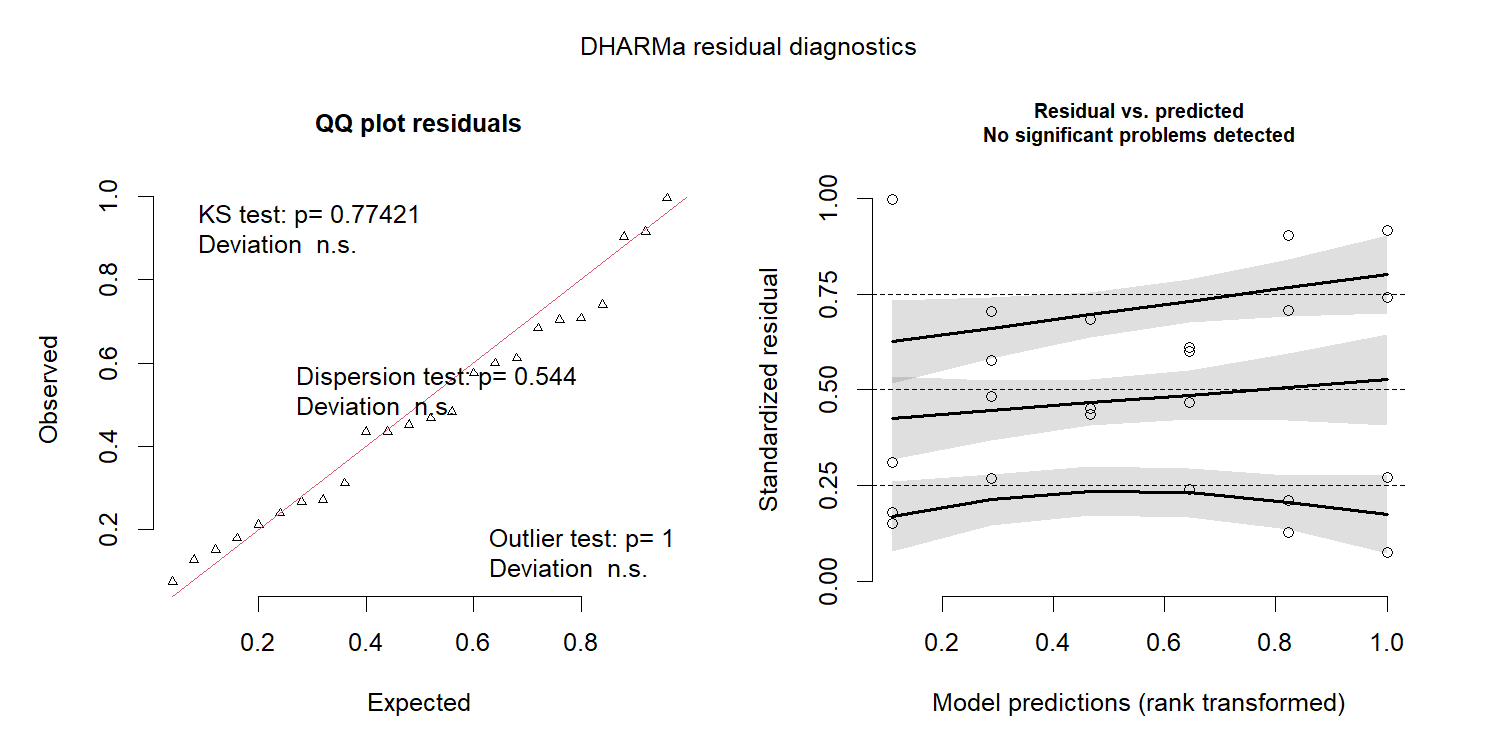 DHARMa residual diagnostics
QQ plot residuals
KS test: p= 0.77421
Deviation  n.s.
Dispersion test: p= 0.544
Deviation  n.s.
Outlier test: p= 1
Deviation  n.s.
Observed
1.0
0.8
0.6
0.4
0.2
0.2 0.4 0.6 0.8
Expected
Residual vs. predicted
No significant problems detected
Standardized residual
1.00
0.75
0.50
0.25
0.00
0.2 0.4 0.6 0.8 1.0
Model predictions (rank transformed)